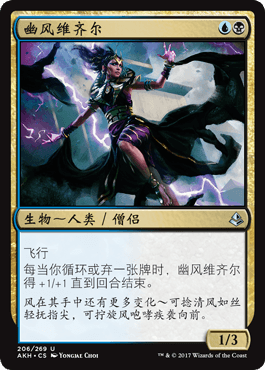 幽风维齐尔
生物～人类／僧侣
飞行
每当你循环或弃一张牌时，幽风维齐尔
得 +1/+1 直到回合结束。
风在其手中还有更多变化～可捻清风如丝
轻抚指尖，可拧旋风咆哮疾袭向前。
1/3
206/269 U
AKH • CS YONGJAE CHOI
™ & © 2017 Wizards of the Coast